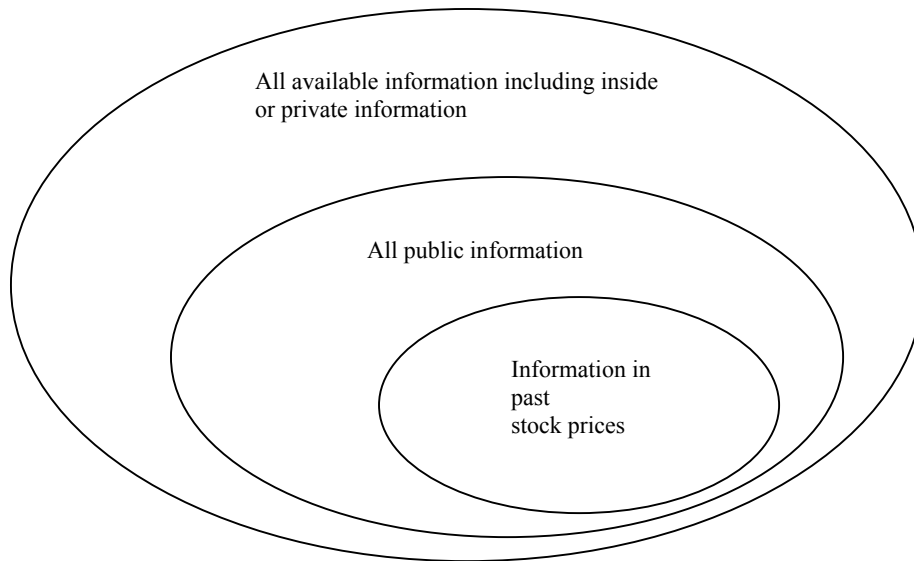 All available information including inside
or private information
All public information
Information in
past
stock prices